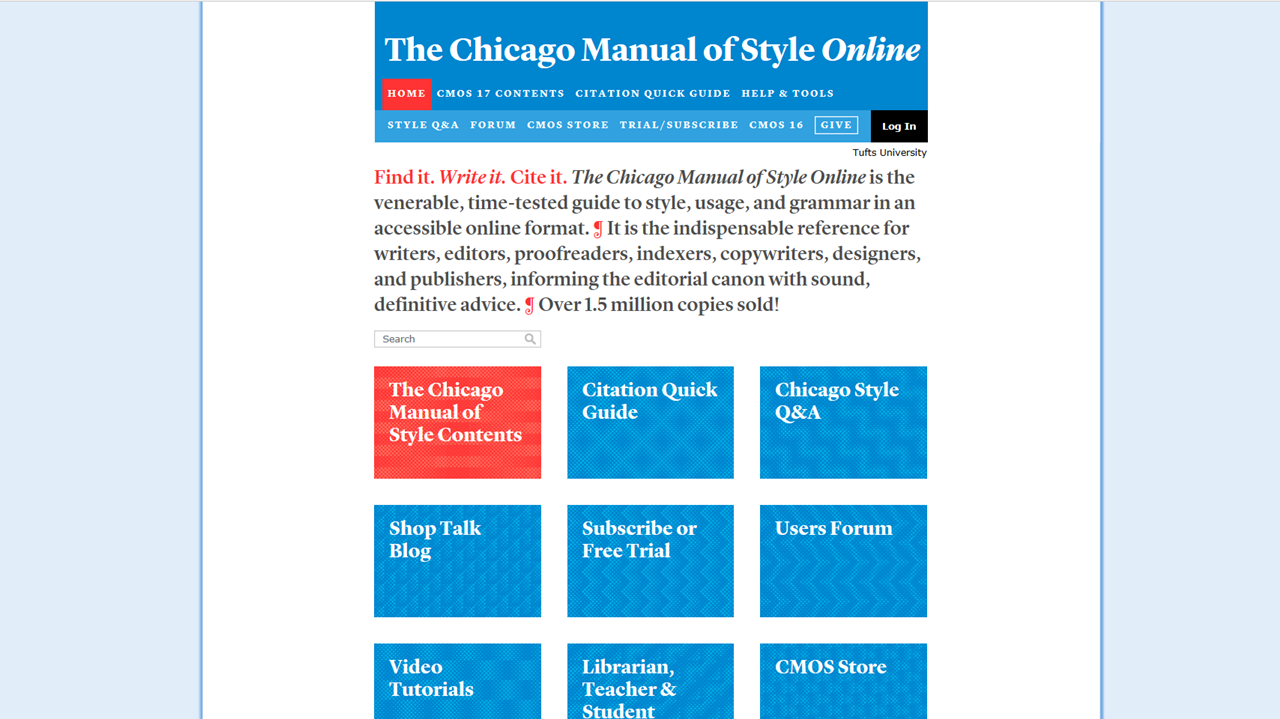 The Chicago Manual of Style Online
HOME CMOS 17 CONTENTS CITATION QUICK GUIDE HELP & TOOLS
STYLE Q&A FORUM CMOS STORE TRIAL/SUBSCRIBE CMOS 16 GIVE Log In
Tufts University
Find it. Write it. Cite it. The Chicago Manual of Style Online is the
venerable, time-tested guide to style, usage, and grammar in an
accessible online format. ¶ It is the indispensable reference for
writers, editors, proofreaders, indexers, copywriters, designers,
and publishers, informing the editorial canon with sound,
definitive advice. ¶ Over 1.5 million copies sold!
Search
The Chicago
Manual of
Style Contents
Citation Quick
Guide
Chicago Style
Q&A
Shop Talk
Blog
Subscribe or
Free Trial
Users Forum
Video
Tutorials
Librarian,
Teacher &
Student
CMOS Store